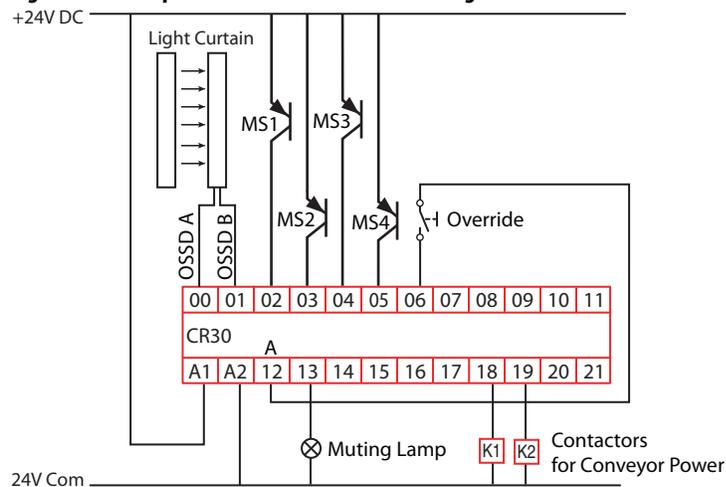 +24V DC
Light Curtain
MS1
MS3
MS2
MS4
Override
OSSD A
OSSD B
00 01 02 03 04 05 06 07 08 09 10 11
CR30
A
A1 A2 12 13 14 15 16 17 18 19 20 21
Muting Lamp
K1
K2
Contactors
for Conveyor Power
24V Com